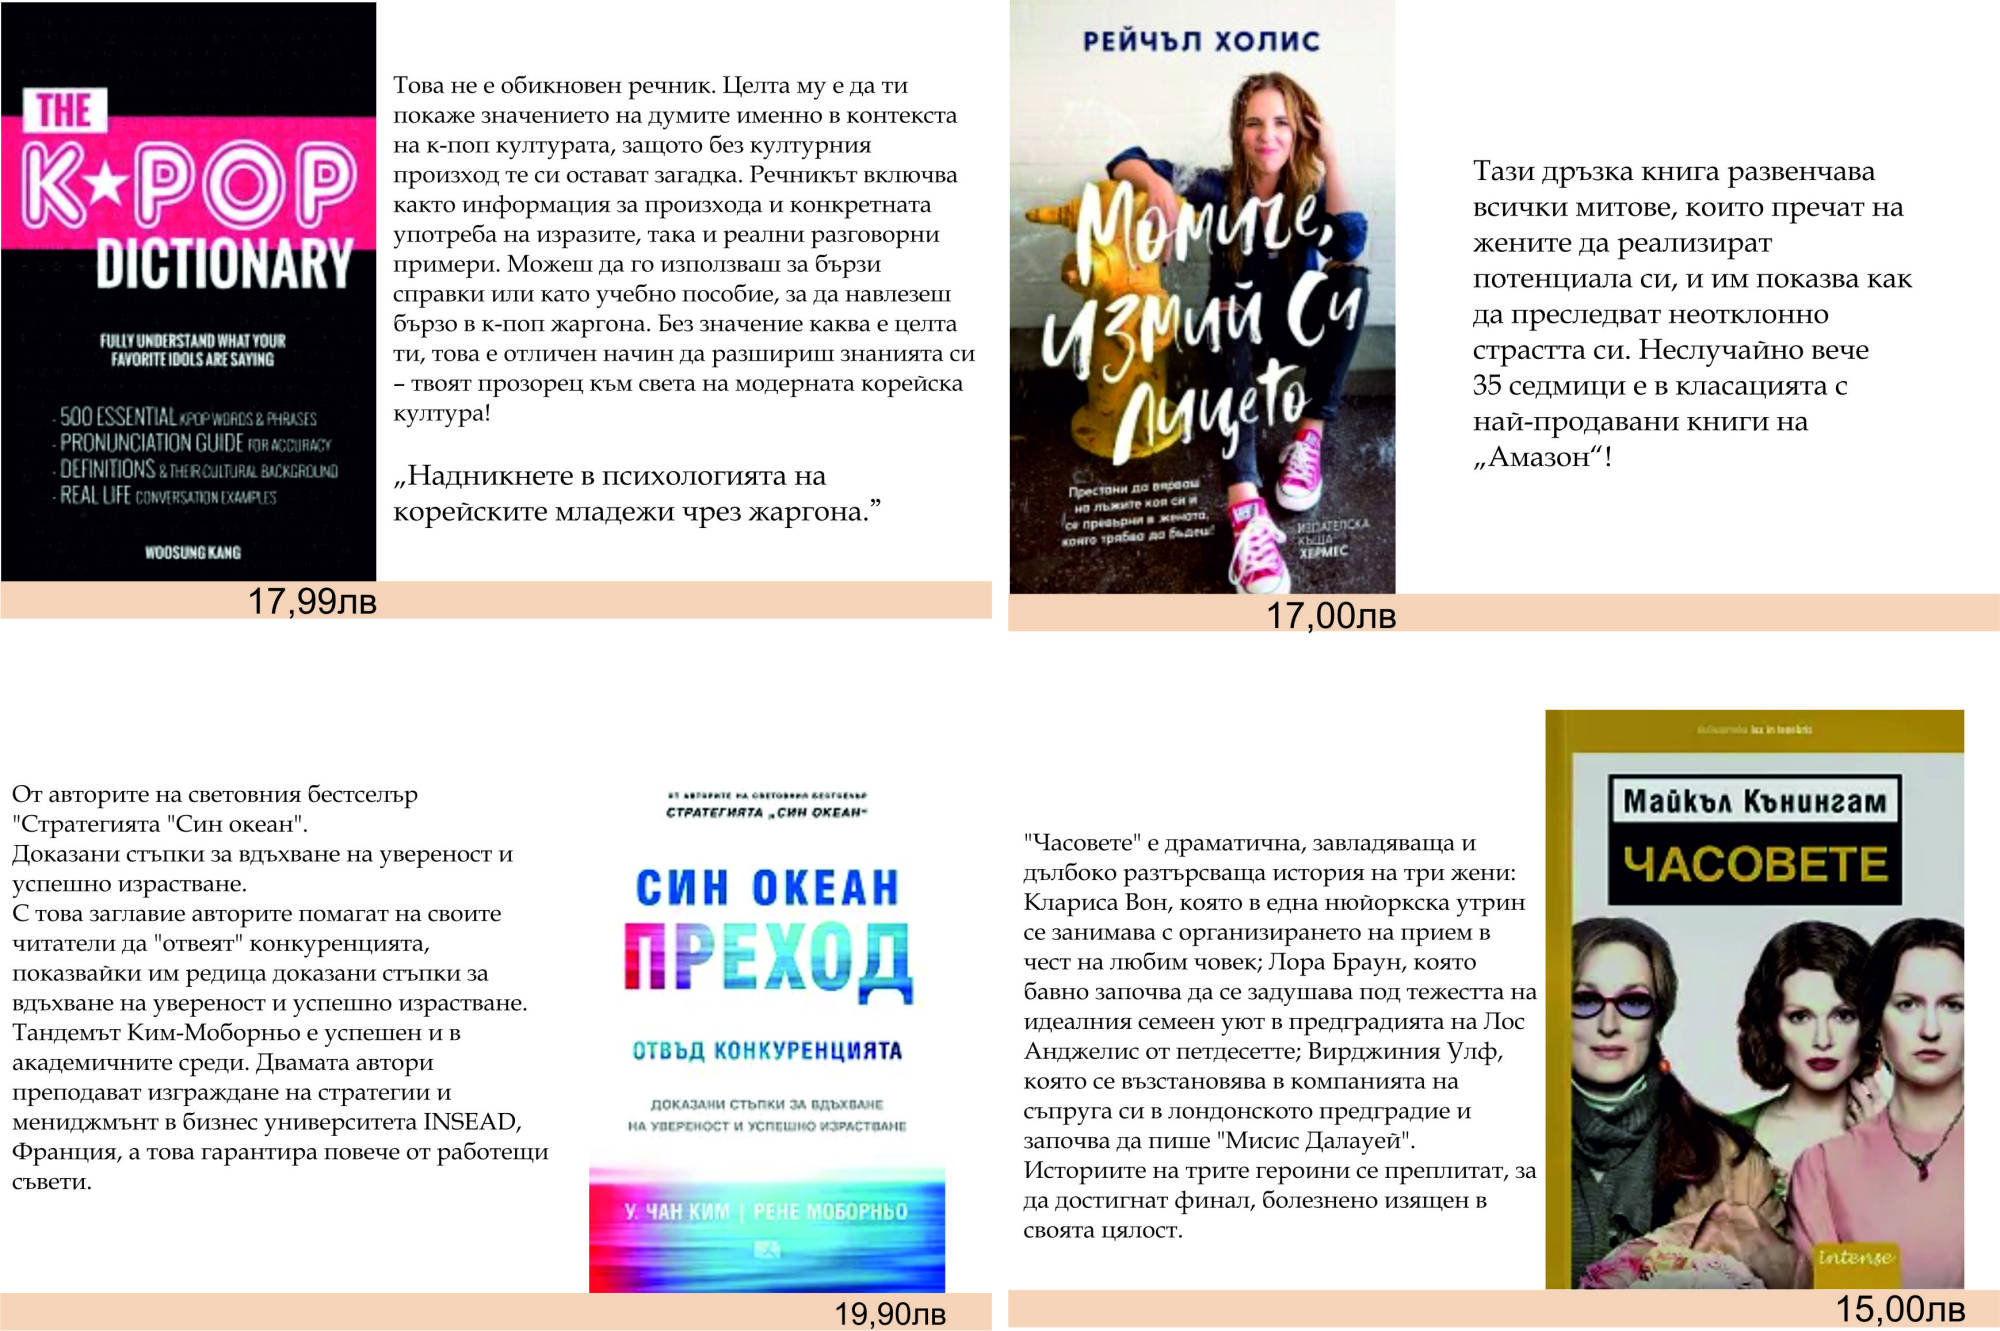 THE
K★POP
DICTIONARY
FULLY UNDERSTAND WHAT YOUR
FAVORITE IDOLS ARE SAYING
- 500 ESSENTIAL KPOP WORDS & PHRASES
- PRONUNCIATION GUIDE FOR ACCURACY
- DEFINITIONS & THEIR CULTURAL BACKGROUND
- REAL LIFE CONVERSATION EXAMPLES
WOOSUNG KANG
Това не е обикновен речник. Целта му е да ти
покаже значението на думите именно в контекста
на к-поп културата, защото без културния
произход те си остават загадка. Речникът включва
както информация за произхода и конкретната
употреба на изразите, така и реални разговорни
примери. Можеш да го използваш за бързи
справки или като учебно пособие, за да навлезеш
бързо в к-поп жаргона. Без значение каква е целта
ти, това е отличен начин да разшириш знанията си
– твоят прозорец към света на модерната корейска
култура!
„Надникнете в психологията на
корейските младежи чрез жаргона.”
17,99лв
РЕЙЧЪЛ ХОЛИС
Момиче,
измий си
лицето
Престани да вярваш
на лъжите коя си и
се превърни в жената,
която трябва да бъдеш!
ИЗДАТЕЛСКА
КЪЩА
ХЕРМЕС
Тази дръзка книга развенчава
всички митове, които пречат на
жените да реализират
потенциала си, и им показва как
да преследват неотклонно
страстта си. Неслучайно вече
35 седмици е в класацията с
най-продавани книги на
„Амазон“!
17,00лв
От авторите на световния бестселър
"Стратегията "Син океан".
Доказани стъпки за вдъхване на увереност и
успешно израстване.
С това заглавие авторите помагат на своите
читатели да "отвеят" конкуренцията,
показвайки им редица доказани стъпки за
вдъхване на увереност и успешно израстване.
Тандемът Ким-Моборньо е успешен и в
академичните среди. Двамата автори
преподават изграждане на стратегии и
мениджмънт в бизнес университета INSEAD,
Франция, а това гарантира повече от работещи
съвети.
ОТ АВТОРИТЕ НА СВЕТОВНИЯ БЕСТСЕЛЪР
СТРАТЕГИЯТА „СИН ОКЕАН“
СИН ОКЕАН
ПРЕХОД
ОТВЪД КОНКУРЕНЦИЯТА
ДОКАЗАНИ СТЪПКИ ЗА ВДЪХВАНЕ
НА УВЕРЕНОСТ И УСПЕШНО ИЗРАСТВАНЕ
У. ЧАН КИМ | РЕНЕ МОБОРНЬО
19,90лв
"Часовете" е драматична, завладяваща и
дълбоко разтърсваща история на три жени:
Клариса Вон, която в една нюйоркска утрин
се занимава с организирането на прием в
чест на любим човек; Лора Браун, която
бавно започва да се задушава под тежестта на
идеалния семеен уют в предградията на Лос
Анджелис от петдесетте; Вирджиния Улф,
която се възстановява в компанията на
съпруга си в лондонското предградие и
започва да пише "Мисис Далауей".
Историите на трите героини се преплитат, за
да достигнат финал, болезнено изящен в
своята цялост.
библиотека lux in tenebris
Майкъл Кънингам
ЧАСОВЕТЕ
intense
15,00лв